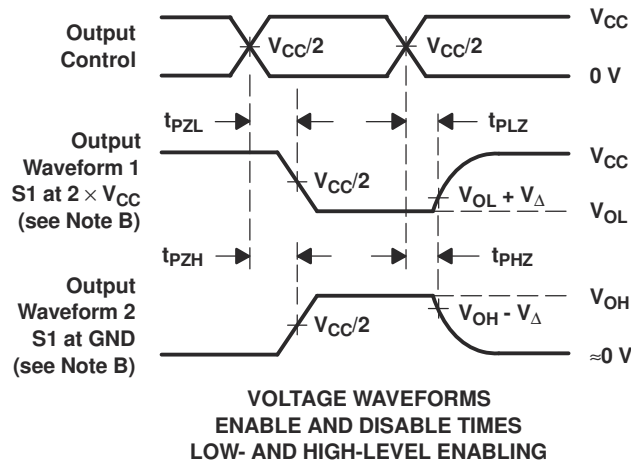 Output
Control
V_CC/2
V_CC/2
V_CC
0 V
t_PZL
t_PLZ
Output
Waveform 1
S1 at 2 × V_CC
(see Note B)
V_CC/2
V_CC
V_OL + V_Δ
V_OL
t_PZH
t_PHZ
Output
Waveform 2
S1 at GND
(see Note B)
V_CC/2
V_OH
V_OH - V_Δ
≈0 V
VOLTAGE WAVEFORMS
ENABLE AND DISABLE TIMES
LOW- AND HIGH-LEVEL ENABLING